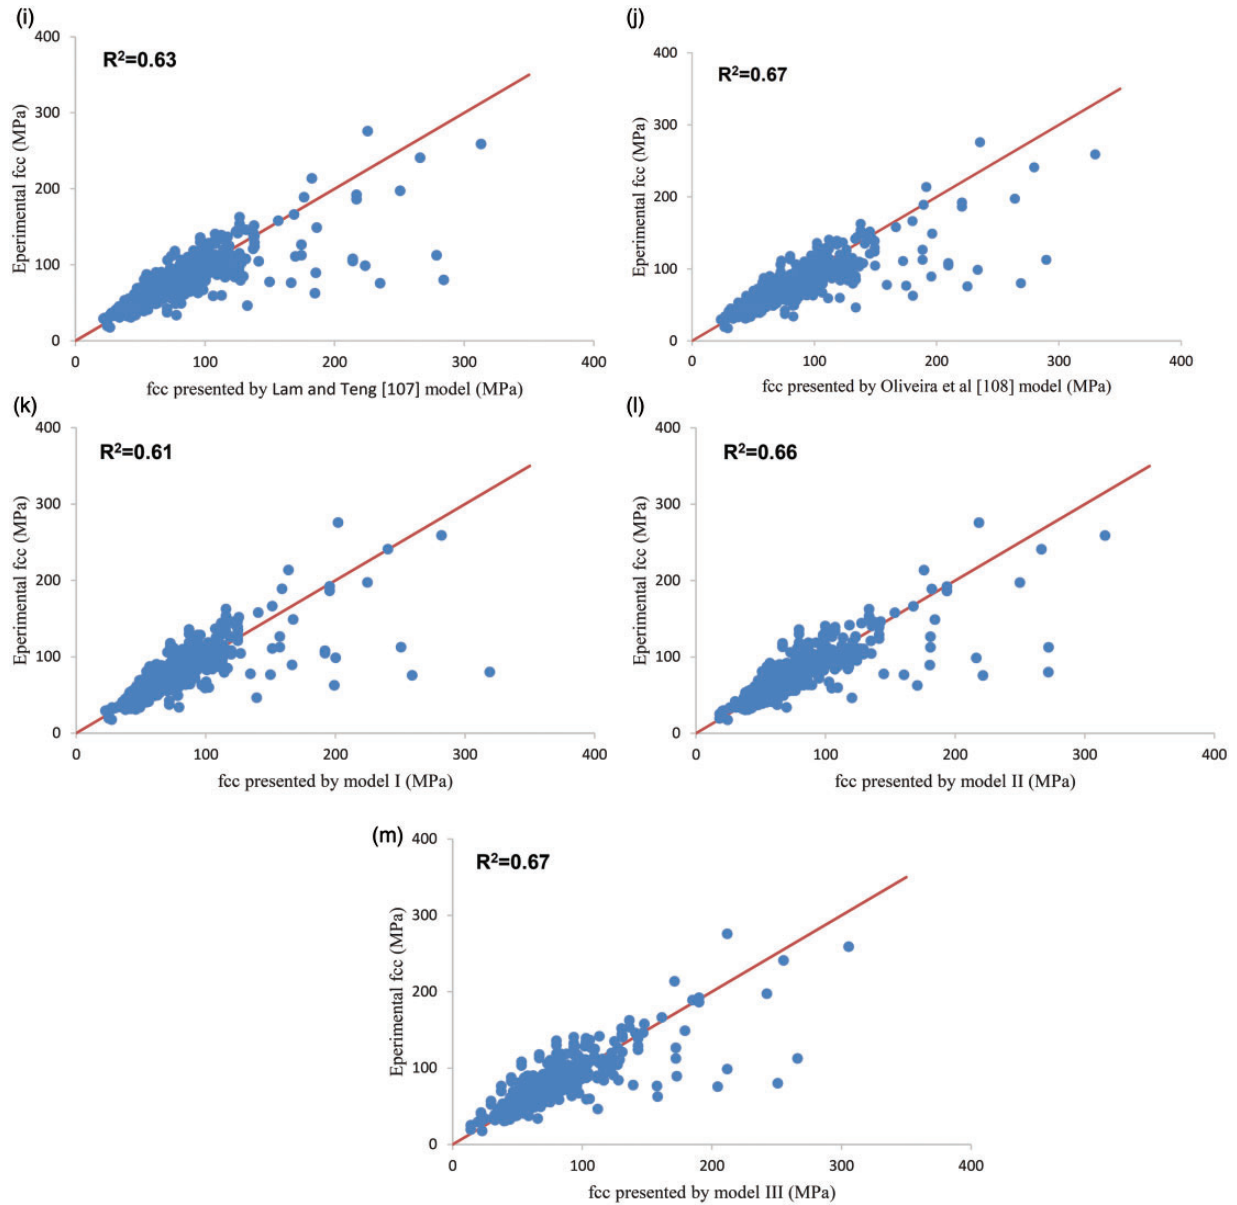 (i)
R²=0.63
Eperimental fcc (MPa)
400
300
200
100
0
0 100 200 300 400
fcc presented by Lam and Teng [107] model (MPa)
(j)
R²=0.67
Eperimental fcc (MPa)
400
300
200
100
0
0 100 200 300 400
fcc presented by Oliveira et al [108] model (MPa)
(k)
R²=0.61
Eperimental fcc (MPa)
400
300
200
100
0
0 100 200 300 400
fcc presented by model I (MPa)
(l)
R²=0.66
Eperimental fcc (MPa)
400
300
200
100
0
0 100 200 300 400
fcc presented by model II (MPa)
(m)
R²=0.67
Eperimental fcc (MPa)
400
300
200
100
0
0 100 200 300 400
fcc presented by model III (MPa)